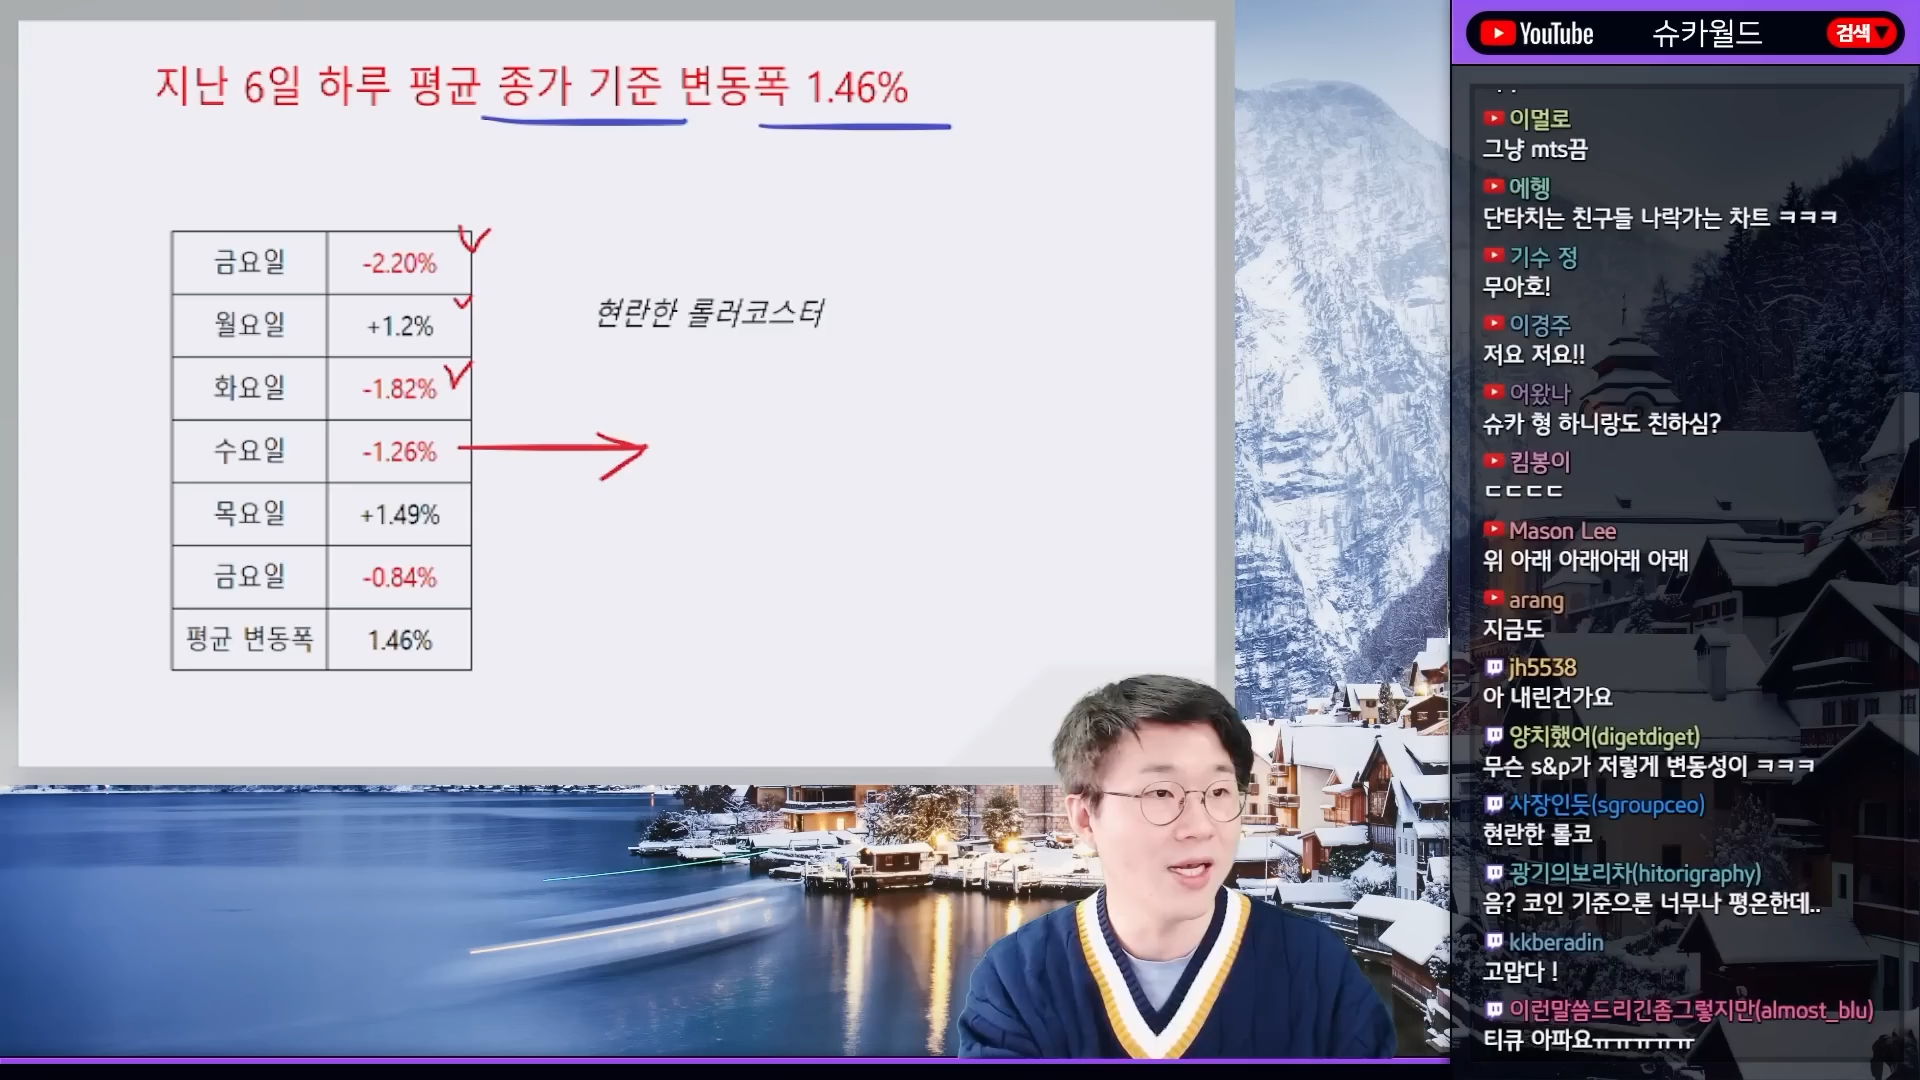 지난 6일 하루 평균 종가 기준 변동폭 1.46%
금요일 -2.20%
월요일 +1.2%
화요일 -1.82%
수요일 -1.26%
목요일 +1.49%
금요일 -0.84%
평균 변동폭 1.46%
현란한 롤러코스터
YouTube 슈카월드 검색
이멀로
그냥 mts끔
에헹
단타치는 친구들 나락가는 차트 ㅋㅋㅋ
기수 정
무아호!
이경주
저요 저요!!
어왔나
슈카 형 하니랑도 친하심?
킴봉이
ㄷㄷㄷㄷ
Mason Lee
위 아래 아래아래 아래
arang
지금도
jh5538
아 내린건가요
양치했어(digetdiget)
무슨 s&p가 저렇게 변동성이 ㅋㅋㅋ
사장인듯(sgroupceo)
현란한 롤코
광기의보리차(hitorigraphy)
음? 코인 기준으론 너무나 평온한데..
kkberadin
고맙다 !
이런말씀드리긴좀그렇지만(almost_blu)
티큐 아파요ㅠㅠㅠㅠㅠ